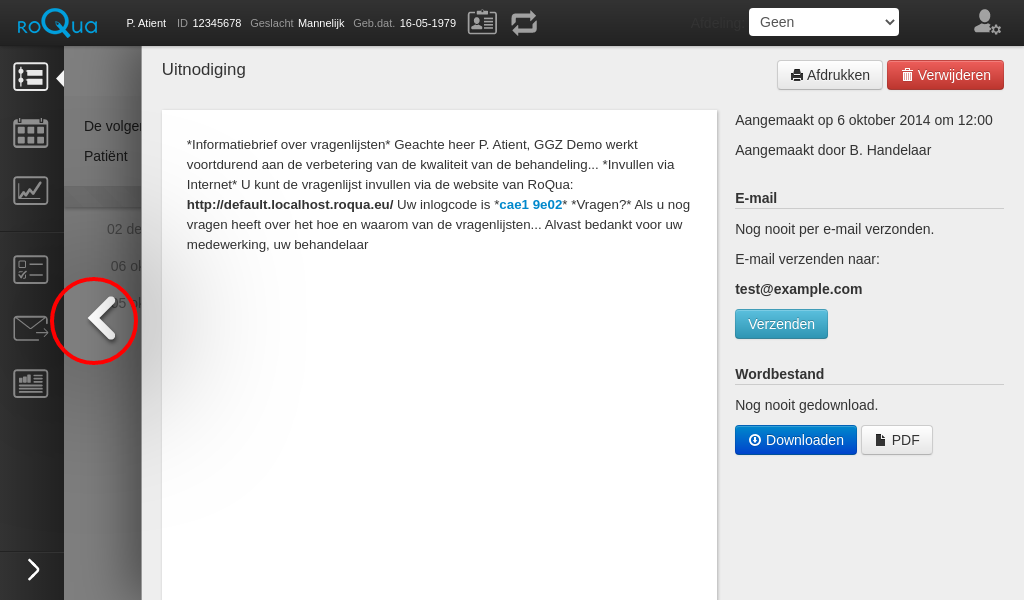 RoQua P. Atient ID 12345678 Geslacht Mannelijk Geb.dat. 16-05-1979 Afdeling Geen
Uitnodiging
Afdrukken Verwijderen
De volgen
Patiënt
02 de
06 ok
05 ok
*Informatiebrief over vragenlijsten* Geachte heer P. Atient, GGZ Demo werkt
voortdurend aan de verbetering van de kwaliteit van de behandeling... *Invullen via
Internet* U kunt de vragenlijst invullen via de website van RoQua:
http://default.localhost.roqua.eu/ Uw inlogcode is *cae1 9e02* *Vragen?* Als u nog
vragen heeft over het hoe en waarom van de vragenlijsten... Alvast bedankt voor uw
medewerking, uw behandelaar
Aangemaakt op 6 oktober 2014 om 12:00
Aangemaakt door B. Handelaar
E-mail
Nog nooit per e-mail verzonden.
E-mail verzenden naar:
test@example.com
Verzenden
Wordbestand
Nog nooit gedownload.
Downloaden PDF